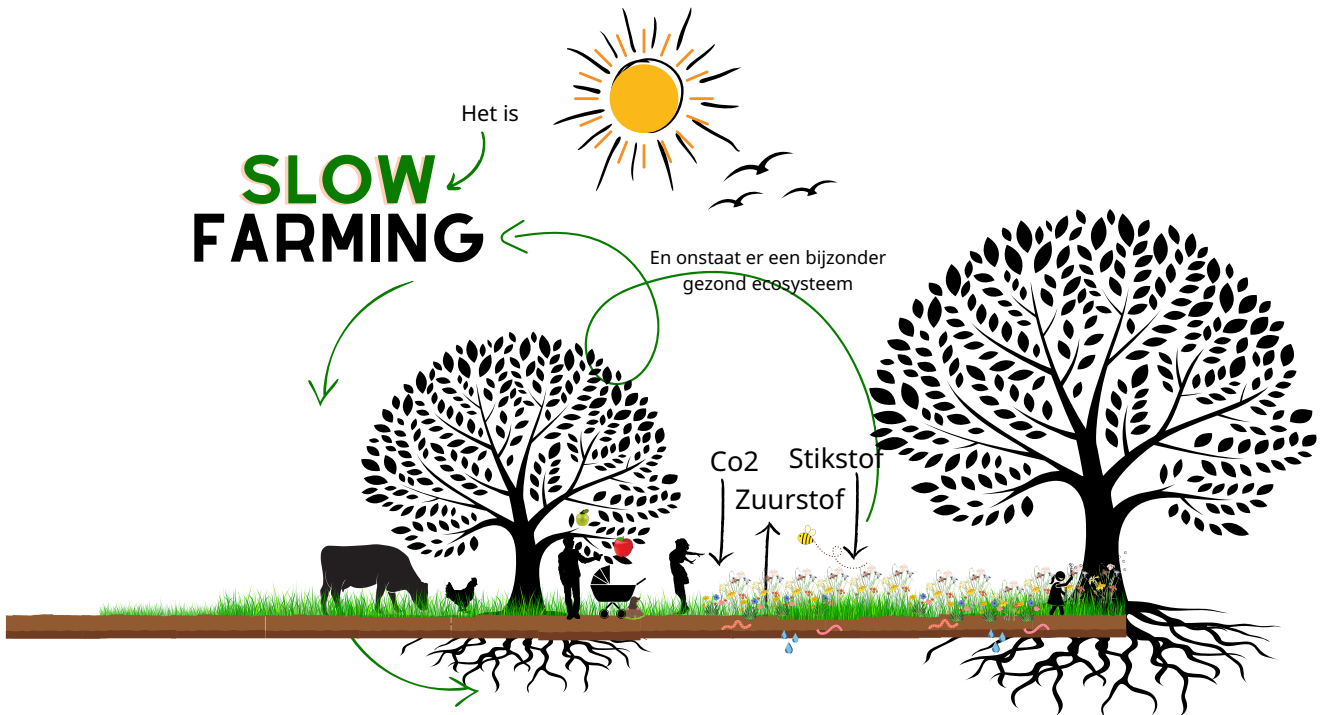 Het is
SLOW
FARMING
En onstaat er een bijzonder
gezond ecosysteem
Co2
Stikstof
Zuurstof